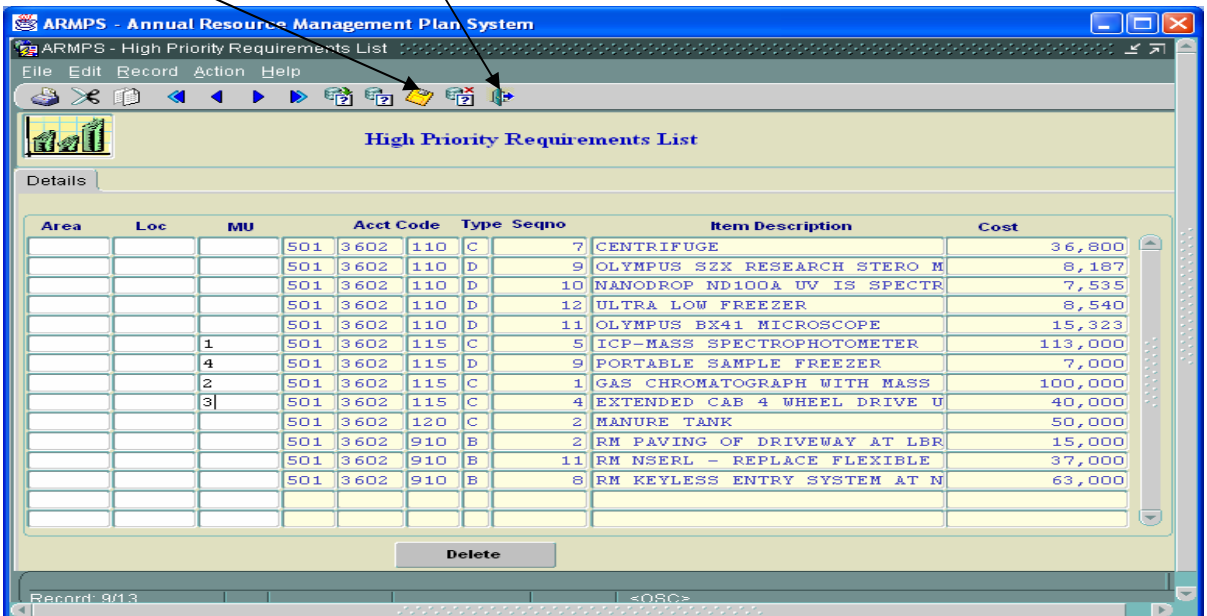 ARMPS - Annual Resource Management Plan System
ARMPS - High Priority Requirements List
File Edit Record Action Help
High Priority Requirements List
Details
Area Loc MU Acct Code Type Seqno Item Description Cost
501 3602 110 C 7 CENTRIFUGE 36,800
501 3602 110 D 9 OLYMPUS SZX RESEARCH STERO M 8,187
501 3602 110 D 10 NANODROP ND100A UV IS SPECTR 7,535
501 3602 110 D 12 ULTRA LOW FREEZER 8,540
501 3602 110 D 11 OLYMPUS BX41 MICROSCOPE 15,323
1 501 3602 115 C 5 ICP-MASS SPECTROPHOTOMETER 113,000
4 501 3602 115 D 9 PORTABLE SAMPLE FREEZER 7,000
2 501 3602 115 C 1 GAS CHROMATOGRAPH WITH MASS 100,000
3 501 3602 115 C 4 EXTENDED CAB 4 WHEEL DRIVE U 40,000
501 3602 120 C 2 MANURE TANK 50,000
501 3602 910 B 2 RM PAVING OF DRIVEWAY AT LBR 15,000
501 3602 910 B 11 RM NSERL - REPLACE FLEXIBLE 37,000
501 3602 910 B 8 RM KEYLESS ENTRY SYSTEM AT N 63,000
Delete
Record: 9/13 <OSC>